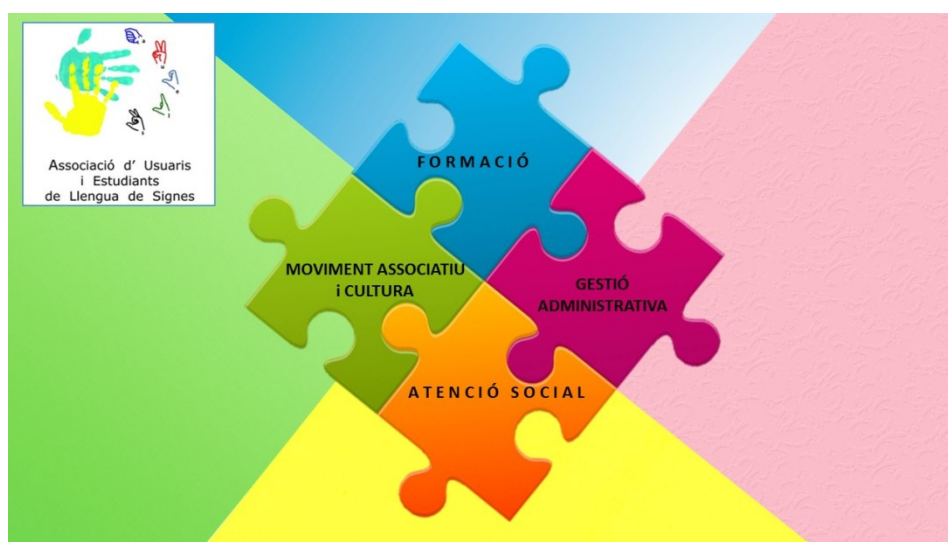 Associació d' Usuaris
i Estudiants
de Llengua de Signes
FORMACIÓ
MOVIMENT ASSOCIATIU
i CULTURA
GESTIÓ
ADMINISTRATIVA
ATENCIÓ SOCIAL